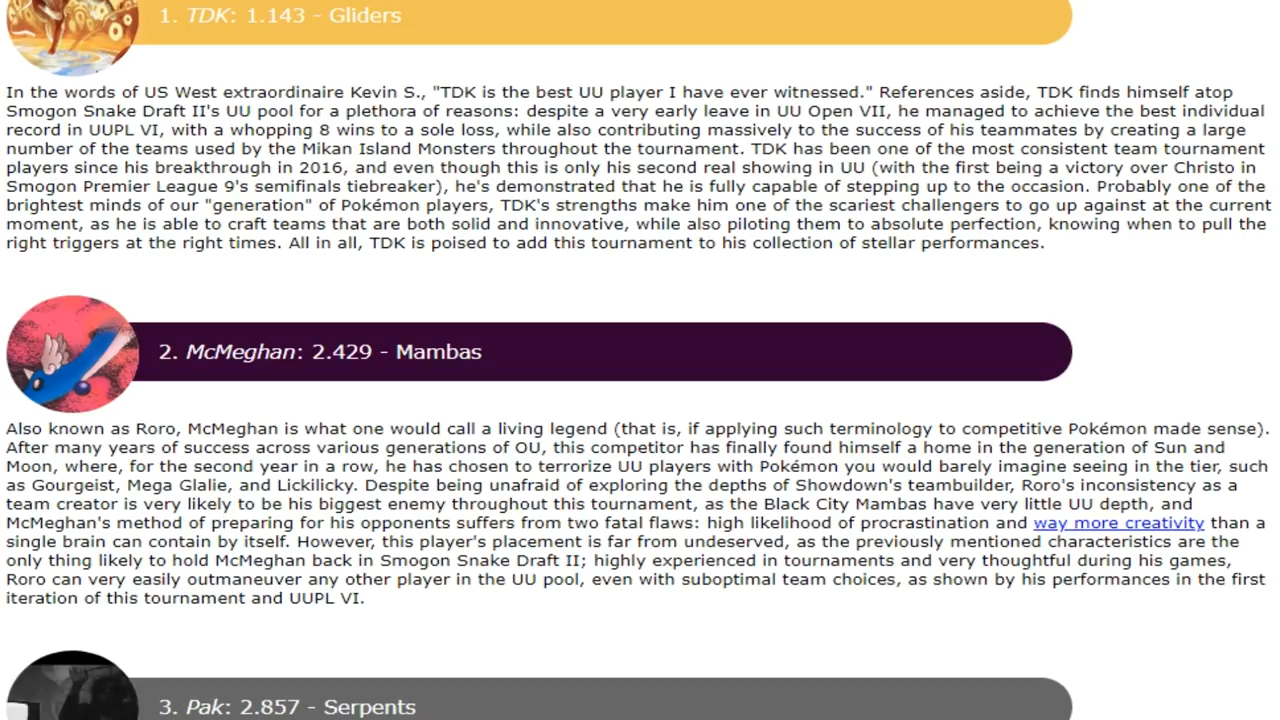 1. TDK: 1.143 - Gliders
In the words of US West extraordinaire Kevin S., "TDK is the best UU player I have ever witnessed." References aside, TDK finds himself atop
Smogon Snake Draft II's UU pool for a plethora of reasons: despite a very early leave in UU Open VII, he managed to achieve the best individual
record in UUPL VI, with a whopping 8 wins to a sole loss, while also contributing massively to the success of his teammates by creating a large
number of the teams used by the Mikan Island Monsters throughout the tournament. TDK has been one of the most consistent team tournament
players since his breakthrough in 2016, and even though this is only his second real showing in UU (with the first being a victory over Christo in
Smogon Premier League 9's semifinals tiebreaker), he's demonstrated that he is fully capable of stepping up to the occasion. Probably one of the
brightest minds of our "generation" of Pokémon players, TDK's strengths make him one of the scariest challengers to go up against at the current
moment, as he is able to craft teams that are both solid and innovative, while also piloting them to absolute perfection, knowing when to pull the
right triggers at the right times. All in all, TDK is poised to add this tournament to his collection of stellar performances.
2. McMeghan: 2.429 - Mambas
Also known as Roro, McMeghan is what one would call a living legend (that is, if applying such terminology to competitive Pokémon made sense).
After many years of success across various generations of OU, this competitor has finally found himself a home in the generation of Sun and
Moon, where, for the second year in a row, he has chosen to terrorize UU players with Pokémon you would barely imagine seeing in the tier, such
as Gourgeist, Mega Glalie, and Lickilicky. Despite being unafraid of exploring the depths of Showdown's teambuilder, Roro's inconsistency as a
team creator is very likely to be his biggest enemy throughout this tournament, as the Black City Mambas have very little UU depth, and
McMeghan's method of preparing for his opponents suffers from two fatal flaws: high likelihood of procrastination and way more creativity than a
single brain can contain by itself. However, this player's placement is far from undeserved, as the previously mentioned characteristics are the
only thing likely to hold McMeghan back in Smogon Snake Draft II; highly experienced in tournaments and very thoughtful during his games,
Roro can very easily outmaneuver any other player in the UU pool, even with suboptimal team choices, as shown by his performances in the first
iteration of this tournament and UUPL VI.
3. Pak: 2.857 - Serpents